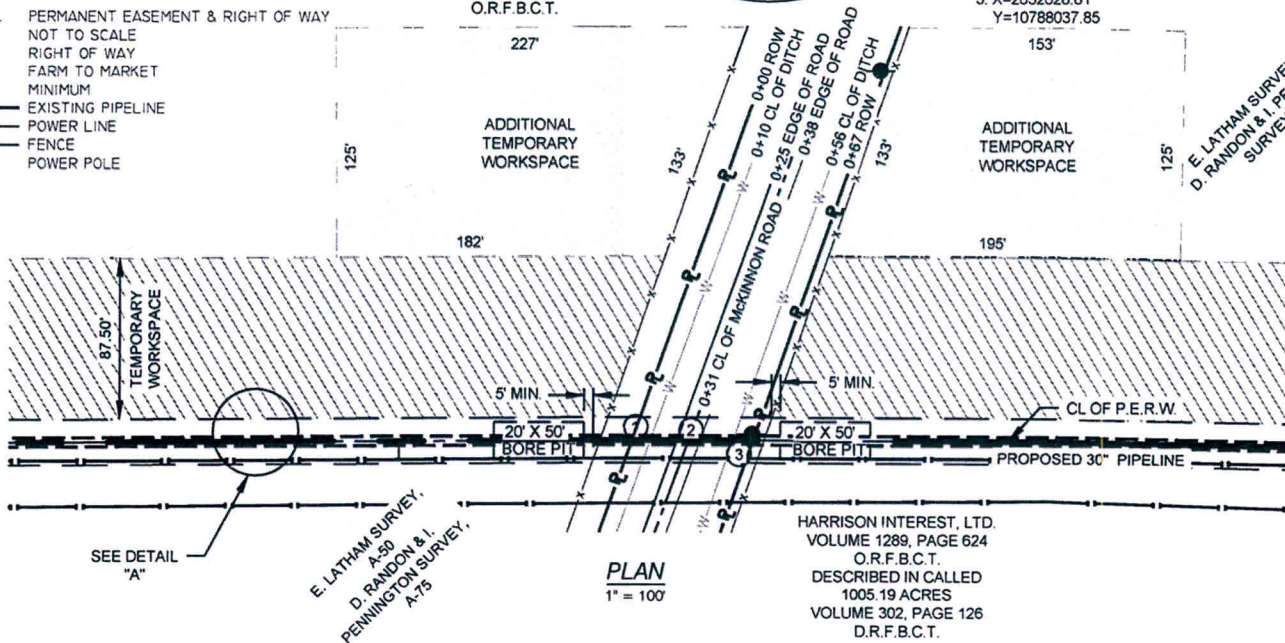 PERMANENT EASEMENT & RIGHT OF WAY
NOT TO SCALE
RIGHT OF WAY
FARM TO MARKET
MINIMUM
EXISTING PIPELINE
POWER LINE
FENCE
POWER POLE
O.R.F.B.C.T.
Y=10788037.85
227'
153'
125'
ADDITIONAL
TEMPORARY
WORKSPACE
133'
182'
0+00 ROW
0+10 CL OF DITCH
0+25 EDGE OF ROAD
0+31 CL OF McKINNON ROAD
0+38 EDGE OF ROAD
0+56 CL OF DITCH
0+67 ROW
133'
ADDITIONAL
TEMPORARY
WORKSPACE
125'
195'
E. LATHAM SURVEY
D. RANDON & I. PE
SURVEY
87.50'
TEMPORARY
WORKSPACE
5' MIN.
5' MIN.
CL OF P.E.R.W.
20' X 50'
BORE PIT
1
2
3
20' X 50'
BORE PIT
PROPOSED 30" PIPELINE
SEE DETAIL
"A"
E. LATHAM SURVEY,
A-50
D. RANDON & I.
PENNINGTON SURVEY,
A-75
PLAN
1" = 100'
HARRISON INTEREST, LTD.
VOLUME 1289, PAGE 624
O.R.F.B.C.T.
DESCRIBED IN CALLED
1005.19 ACRES
VOLUME 302, PAGE 126
D.R.F.B.C.T.